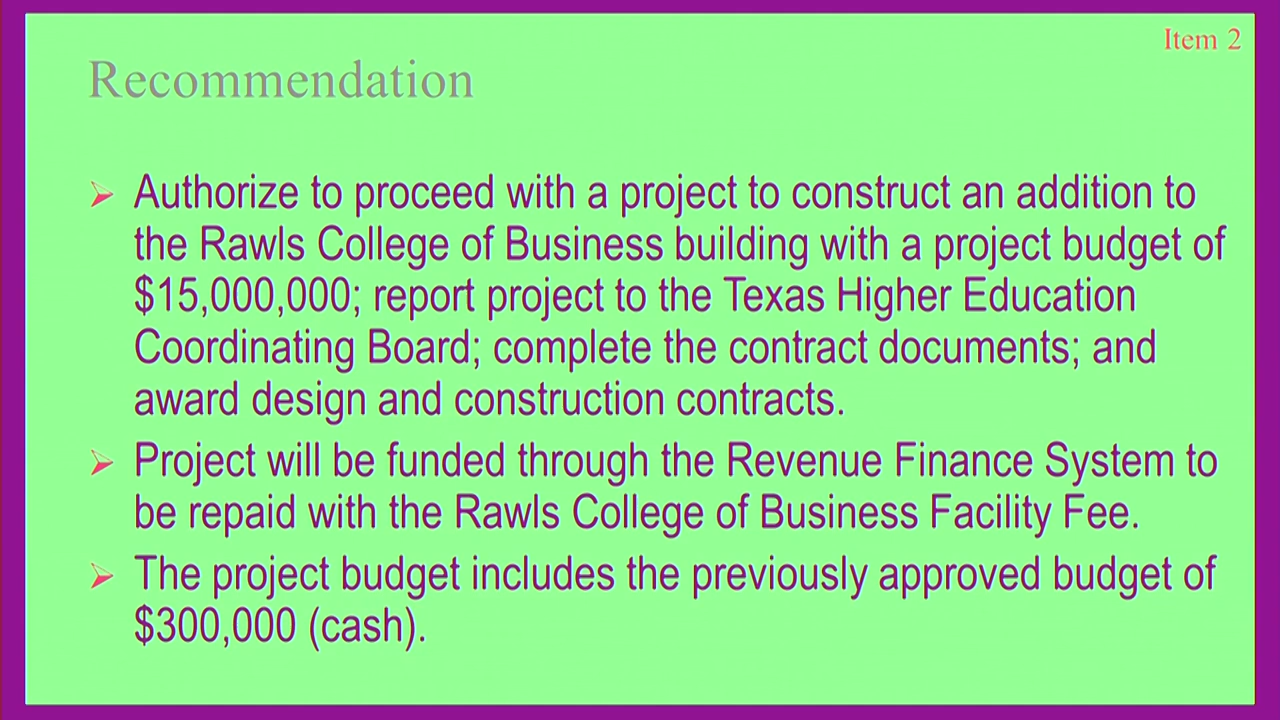 Item 2
Recommendation
➢ Authorize to proceed with a project to construct an addition to
the Rawls College of Business building with a project budget of
$15,000,000; report project to the Texas Higher Education
Coordinating Board; complete the contract documents; and
award design and construction contracts.
➢ Project will be funded through the Revenue Finance System to
be repaid with the Rawls College of Business Facility Fee.
➢ The project budget includes the previously approved budget of
$300,000 (cash).